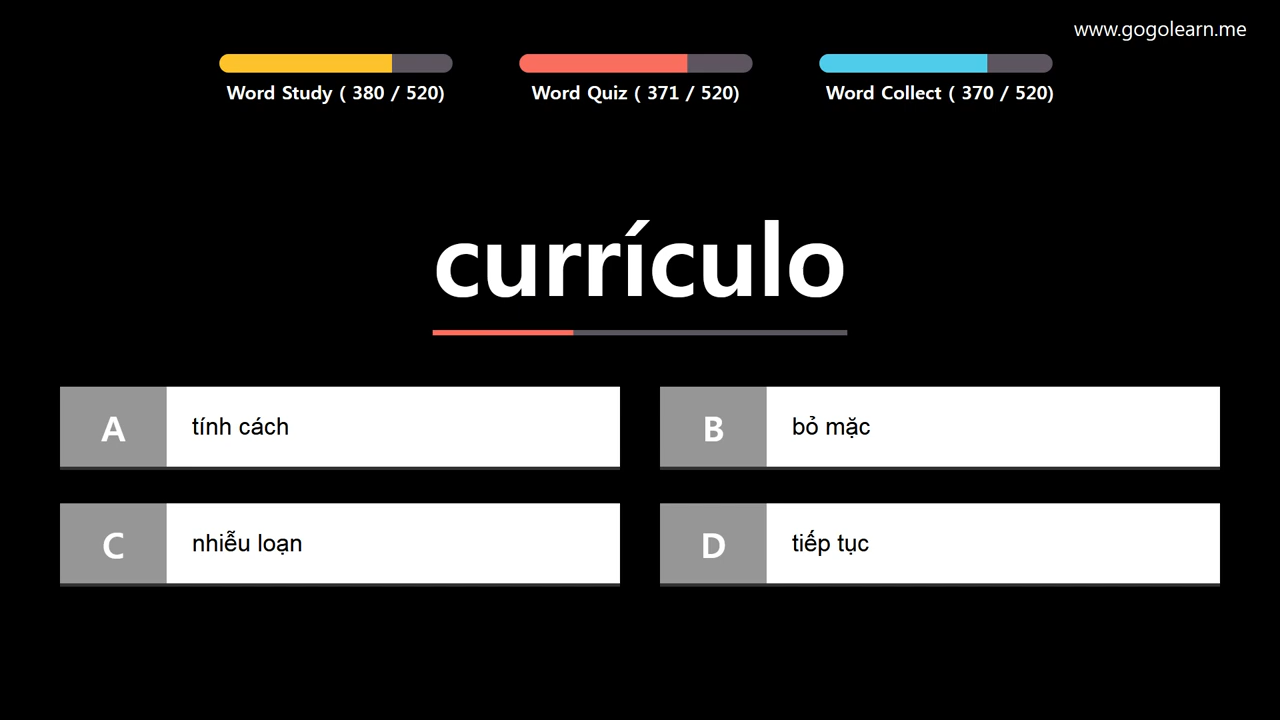 www.gogolearn.me
Word Study ( 380 / 520)
Word Quiz ( 371 / 520)
Word Collect ( 370 / 520)
currículo
A tính cách
B bỏ mặc
C nhiễu loạn
D tiếp tục